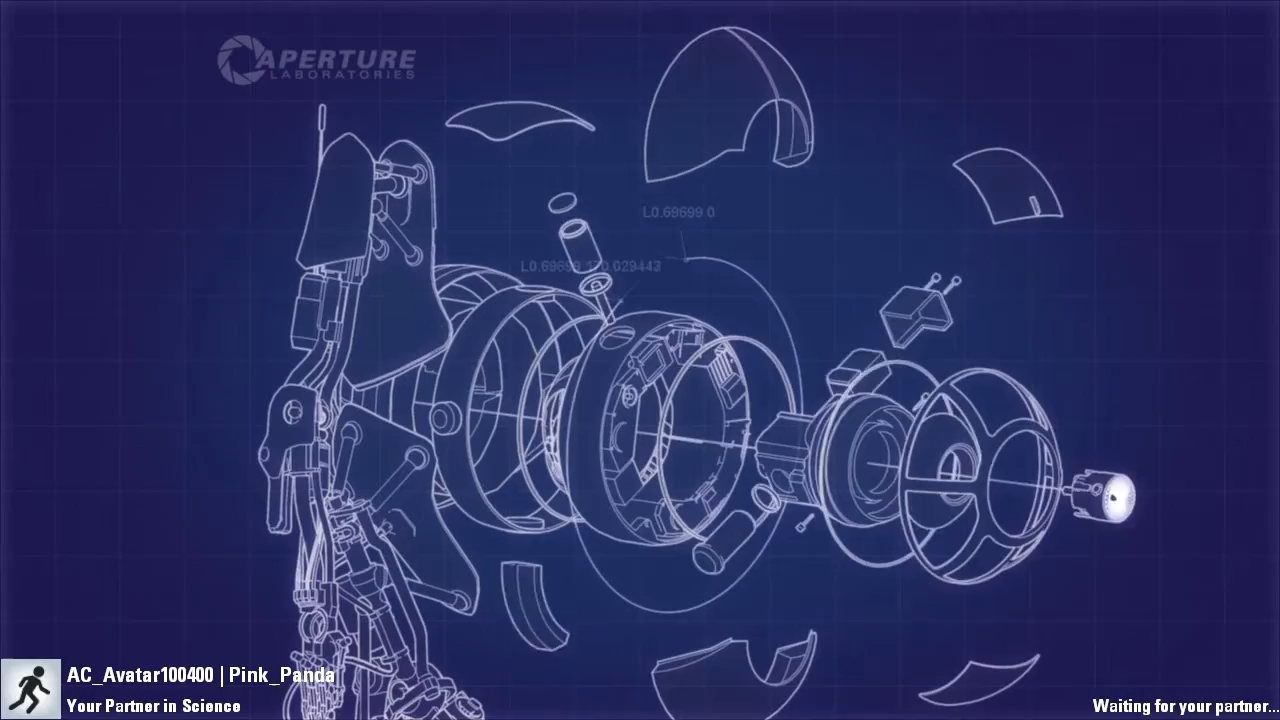 APERTURE
LABORATORIES
L0.69699 0
AC_Avatar100400 | Pink_Panda
Your Partner in Science
Waiting for your partner...